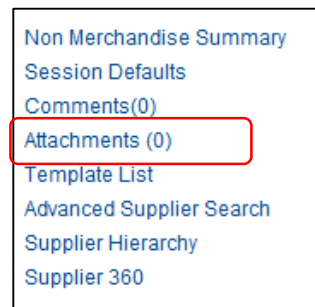 Non Merchandise Summary
Session Defaults
Comments(0)
Attachments (0)
Template List
Advanced Supplier Search
Supplier Hierarchy
Supplier 360